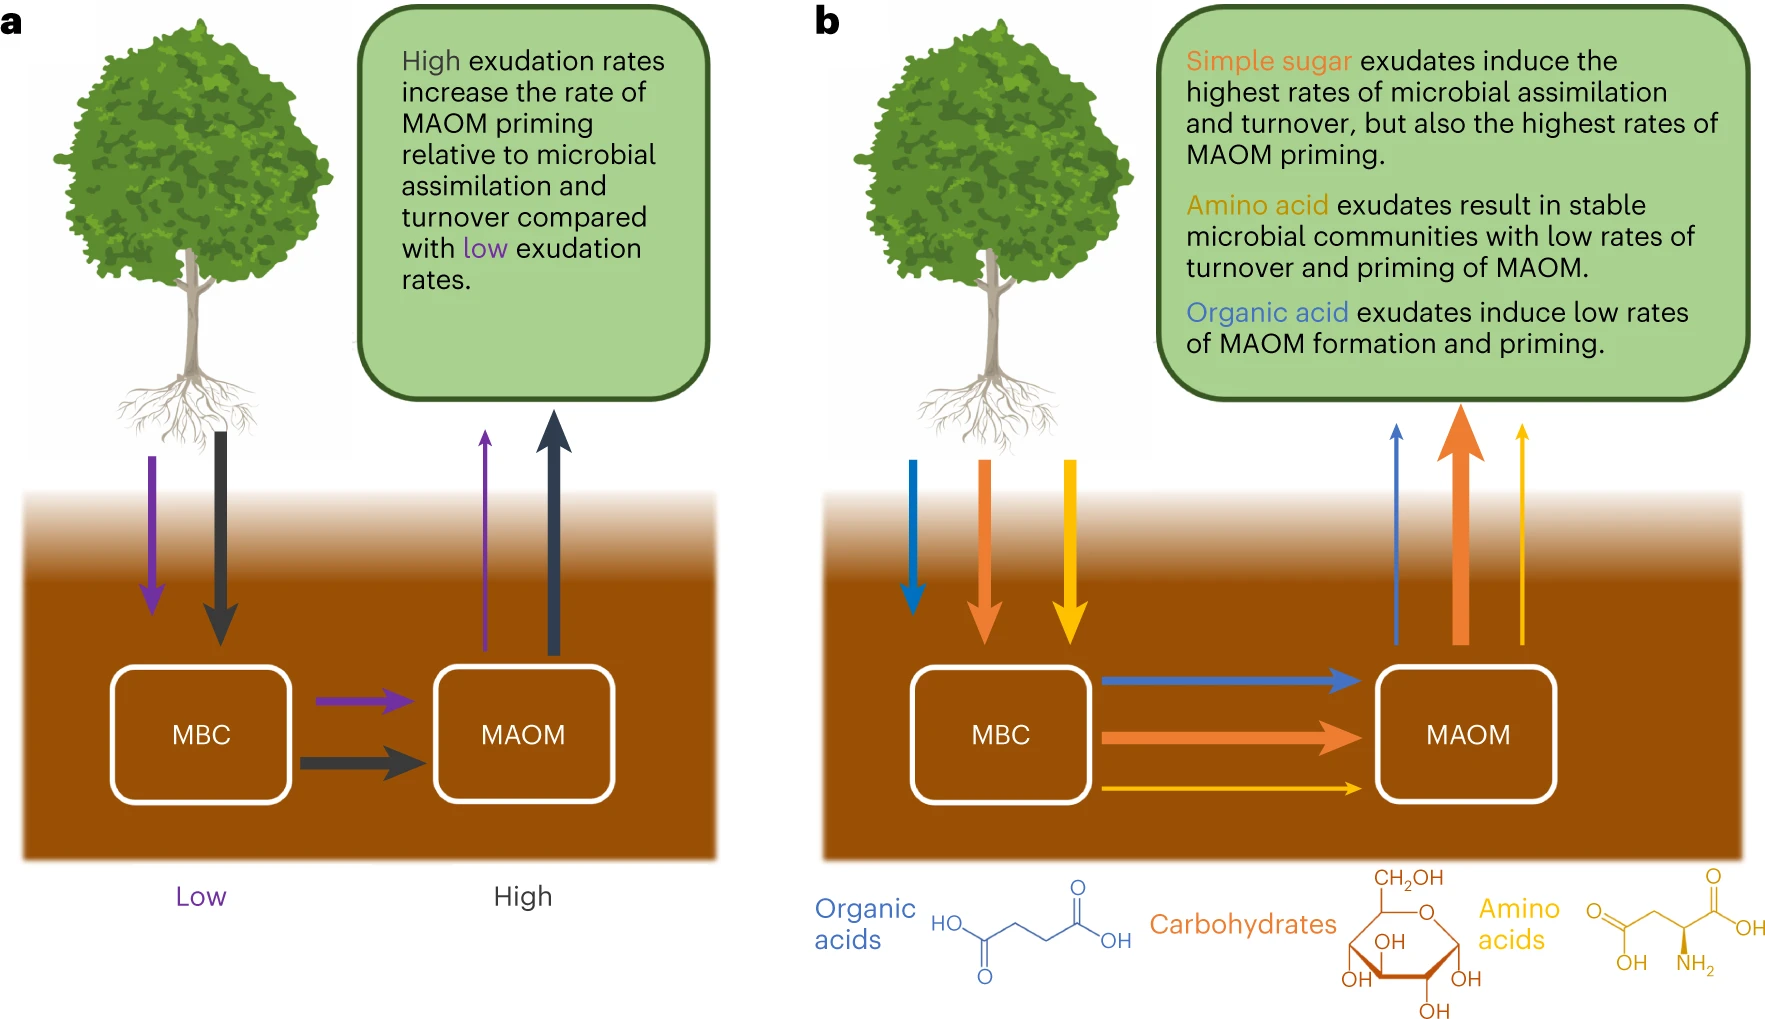 a
High exudation rates
increase the rate of
MAOM priming
relative to microbial
assimilation and
turnover compared
with low exudation
rates.
MBC
MAOM
Low
High
b
Simple sugar exudates induce the
highest rates of microbial assimilation
and turnover, but also the highest rates of
MAOM priming.
Amino acid exudates result in stable
microbial communities with low rates of
turnover and priming of MAOM.
Organic acid exudates induce low rates
of MAOM formation and priming.
MBC
MAOM
Organic
acids
HO
O
O
OH
Carbohydrates
CH2OH
O
OH
OH
OH
OH
Amino
acids
O
O
OH
OH
NH2